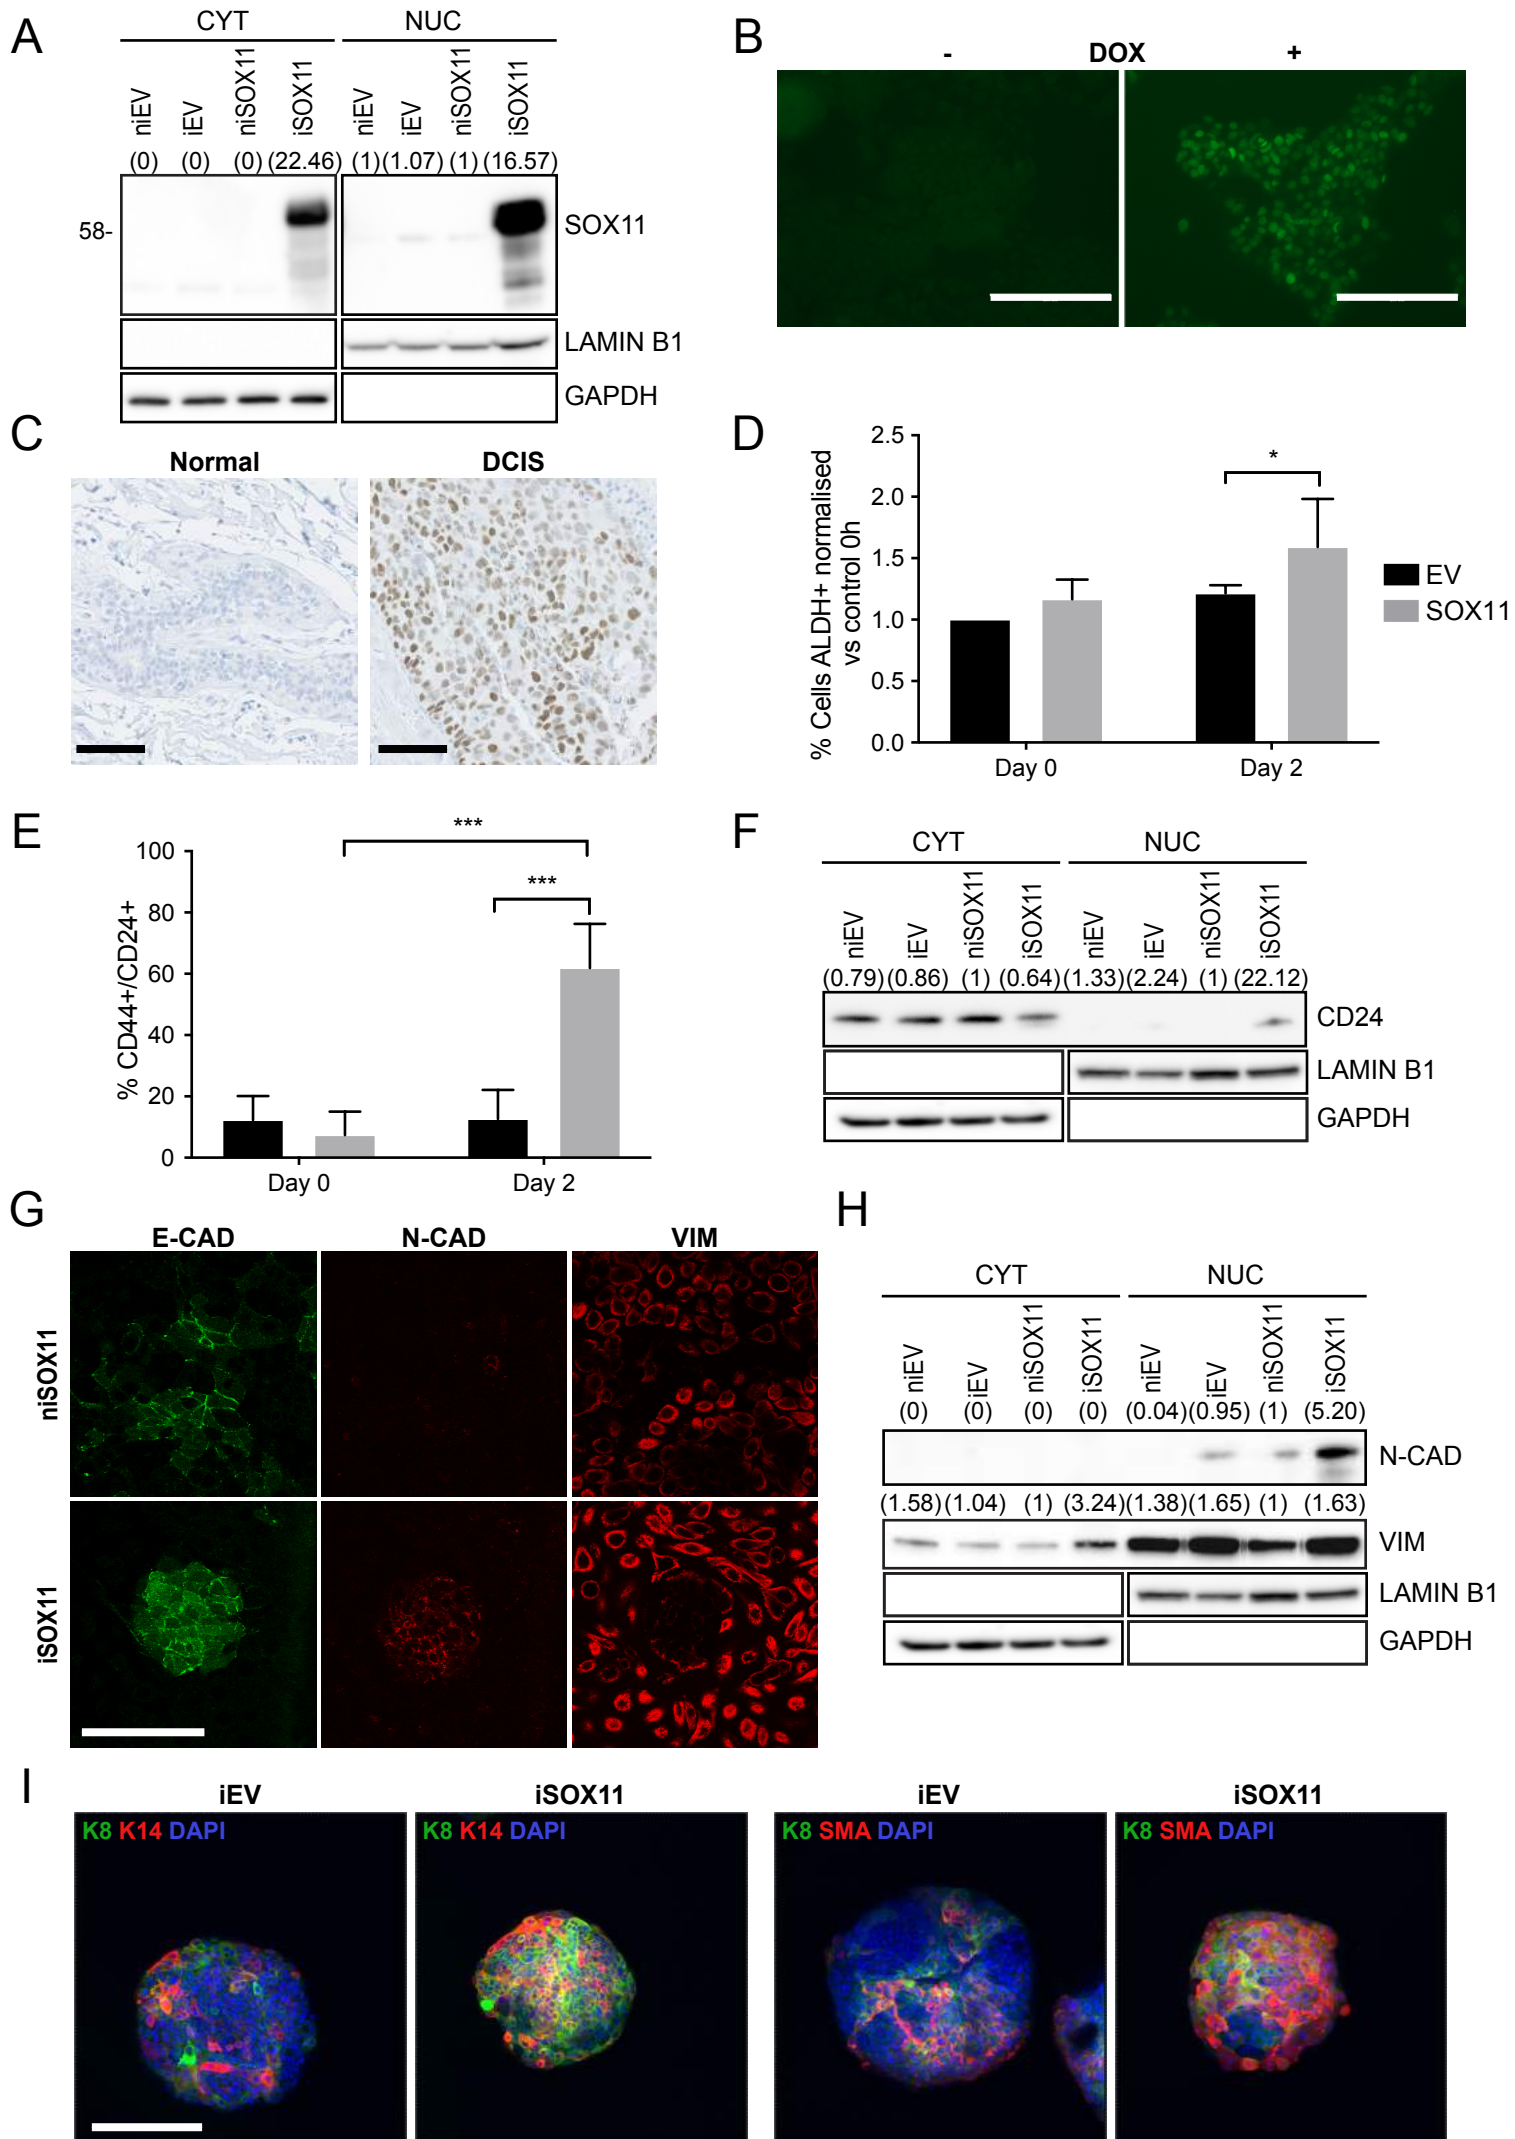 A
CYT NUC
niEV iEV niSOX11 iSOX11 niEV iEV niSOX11 iSOX11
(0) (0) (0) (22.46) (1) (1.07) (1) (16.57)
58-
SOX11
LAMIN B1
GAPDH
B
- DOX +
C
Normal DCIS
D
% Cells ALDH+ normalised
vs control 0h
2.5
2.0
1.5
1.0
0.5
0.0
*
Day 0 Day 2
EV
SOX11
E
% CD44+/CD24+
100
80
60
40
20
0
***
***
Day 0 Day 2
F
CYT NUC
niEV iEV niSOX11 iSOX11 niEV iEV niSOX11 iSOX11
(0.79) (0.86) (1) (0.64) (1.33) (2.24) (1) (22.12)
CD24
LAMIN B1
GAPDH
G
E-CAD N-CAD VIM
niSOX11
iSOX11
H
CYT NUC
niEV iEV niSOX11 iSOX11 niEV iEV niSOX11 iSOX11
(0) (0) (0) (0) (0.04) (0.95) (1) (5.20)
N-CAD
(1.58) (1.04) (1) (3.24) (1.38) (1.65) (1) (1.63)
VIM
LAMIN B1
GAPDH
I
iEV iSOX11 iEV iSOX11
K8 K14 DAPI K8 K14 DAPI K8 SMA DAPI K8 SMA DAPI